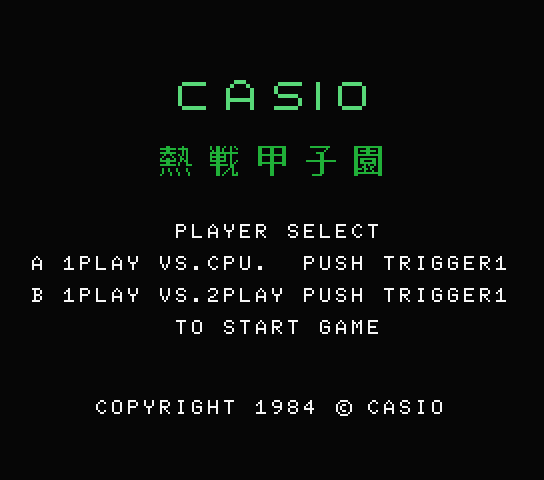 CASIO
熱戦甲子園
PLAYER SELECT
A 1PLAY VS.CPU. PUSH TRIGGER1
B 1PLAY VS.2PLAY PUSH TRIGGER1
TO START GAME
COPYRIGHT 1984 © CASIO